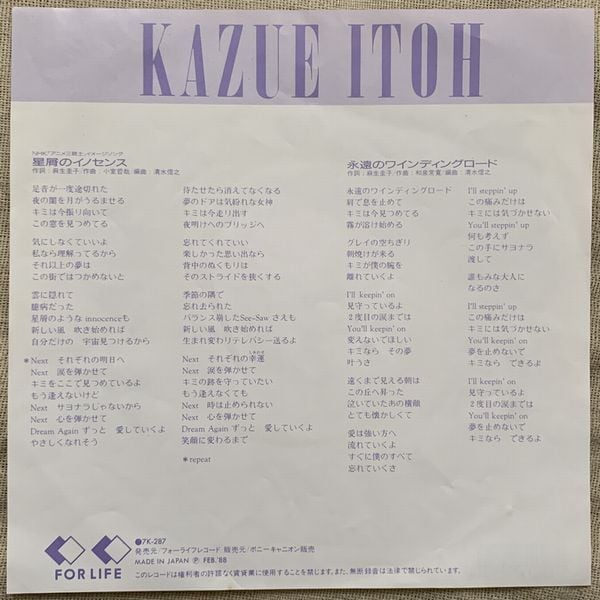 KAZUE ITOH
NHK「アニメ三銃士」イメージソング
星屑のイノセンス
作詞：麻生圭子/作曲：小室哲哉/編曲：清水信之
足音が一度途切れた
夜の闇を月がうるませる
キミは今振り向いて
この窓を見つめてる
気にしなくていいよ
私なら理解ってるから
それ以上の夢は
この街ではつかめないと
雲に隠れて
臆病だった
星屑のような innocenceも
新しい風 吹き始めれば
自分だけの 宇宙見つけるから
*Next それぞれの明日へ
Next 涙を弾かせて
キミをここで見つめているよ
もう逢えないけど
Next サヨナラじゃないから
Next 心を弾かせて
Dream Again ずっと 愛していくよ
やさしくなれそう
待たせたら消えてなくなる
夢のドアは気紛れな女神
キミは今走り出す
夜明けへのブリッジへ
忘れてくれていい
楽しかった思い出なら
背中のぬくもりは
そのストライドを狭くする
季節の隅で
忘れ去られた
バランス崩したSee-Saw さえも
新しい風 吹き始めれば
生まれ変わりテレパシー送るよ
Next それぞれの幸運へ
Next 涙を弾かせて
キミの跡を守っていたい
もう逢えなくても
Next 時は止められない
Next 心を弾かせて
Dream Again ずっと 愛していくよ
笑顔に変わるまで
*repeat
永遠のワインディングロード
作詞：麻生圭子/作曲：和泉常寛/編曲：清水信之
永遠のワインディングロード
肩で息を止めて
キミは今見つめてる
霧が溶け始める
グレイの空ちぎり
朝焼けが来る
キミが僕の腕を
離れていくよ
I'll keepin' on
見守っているよ
2度目の涙までは
You'll keepin' on
変えないでほしい
キミなら その夢
叶うさ
遠くまで見える朝は
この丘へ昇った
泣いていたあの横顔
とても懐かしくて
愛は強い方へ
流れていくよ
すぐに僕のすべて
忘れていくさ
I'll steppin' up
この痛みだけは
キミには気づかせない
You'll steppin' up
何も考えず
この手にサヨナラ
渡して
誰もみな大人に
なるのさ
I'll steppin' up
この痛みだけは
キミには気づかせない
You'll steppin' up
夢を止めないで
キミなら できるよ
I'll keepin' on
見守っているよ
2度目の涙までは
You'll keepin' on
夢を止めないで
キミなら できるよ
FOR LIFE
●7K-287
発売元/フォーライフレコード 販売元/ポニーキャニオン販売
MADE IN JAPAN Ⓟ FEB.'88
このレコードは権利者の許諾なく賃貸業に使用することを禁じます。また、無断録音は法律で禁じられています。